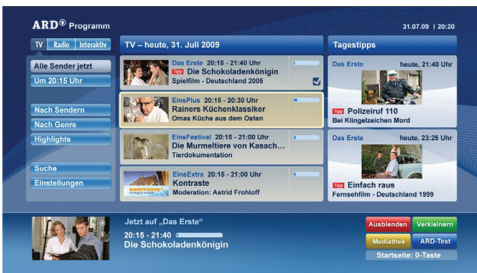 ARD® Programm
31.07.09 | 20:20
TV Radio Interaktiv
TV – heute, 31. Juli 2009
Tagestipps
Alle Sender jetzt
Um 20:15 Uhr
Nach Sendern
Nach Genre
Highlights
Suche
Einstellungen
Das Erste 20:15 - 21:40 Uhr
Tipp Die Schokoladenkönigin
Spielfilm - Deutschland 2005
EinsPlus 20:15 - 20:30 Uhr
Rainers Küchenklassiker
Omas Küche aus dem Osten
EinsFestival 20:15 - 21:00 Uhr
Die Murmeltiere von Kasach...
Tierdokumentation
kontraste
EinsExtra 20:15 - 21:00 Uhr
Kontraste
Moderation: Astrid Frohloff
Das Erste heute, 21:40 Uhr
Tipp Polizeiruf 110
Bei Klingelzeichen Mord
Das Erste heute, 23:25 Uhr
Tipp Einfach raus
Fernsehfilm - Deutschland 1999
Jetzt auf „Das Erste“
20:15 - 21:40
Die Schokoladenkönigin
Ausblenden Verkleinern
Mediathek ARD-Text
Startseite: 0-Taste